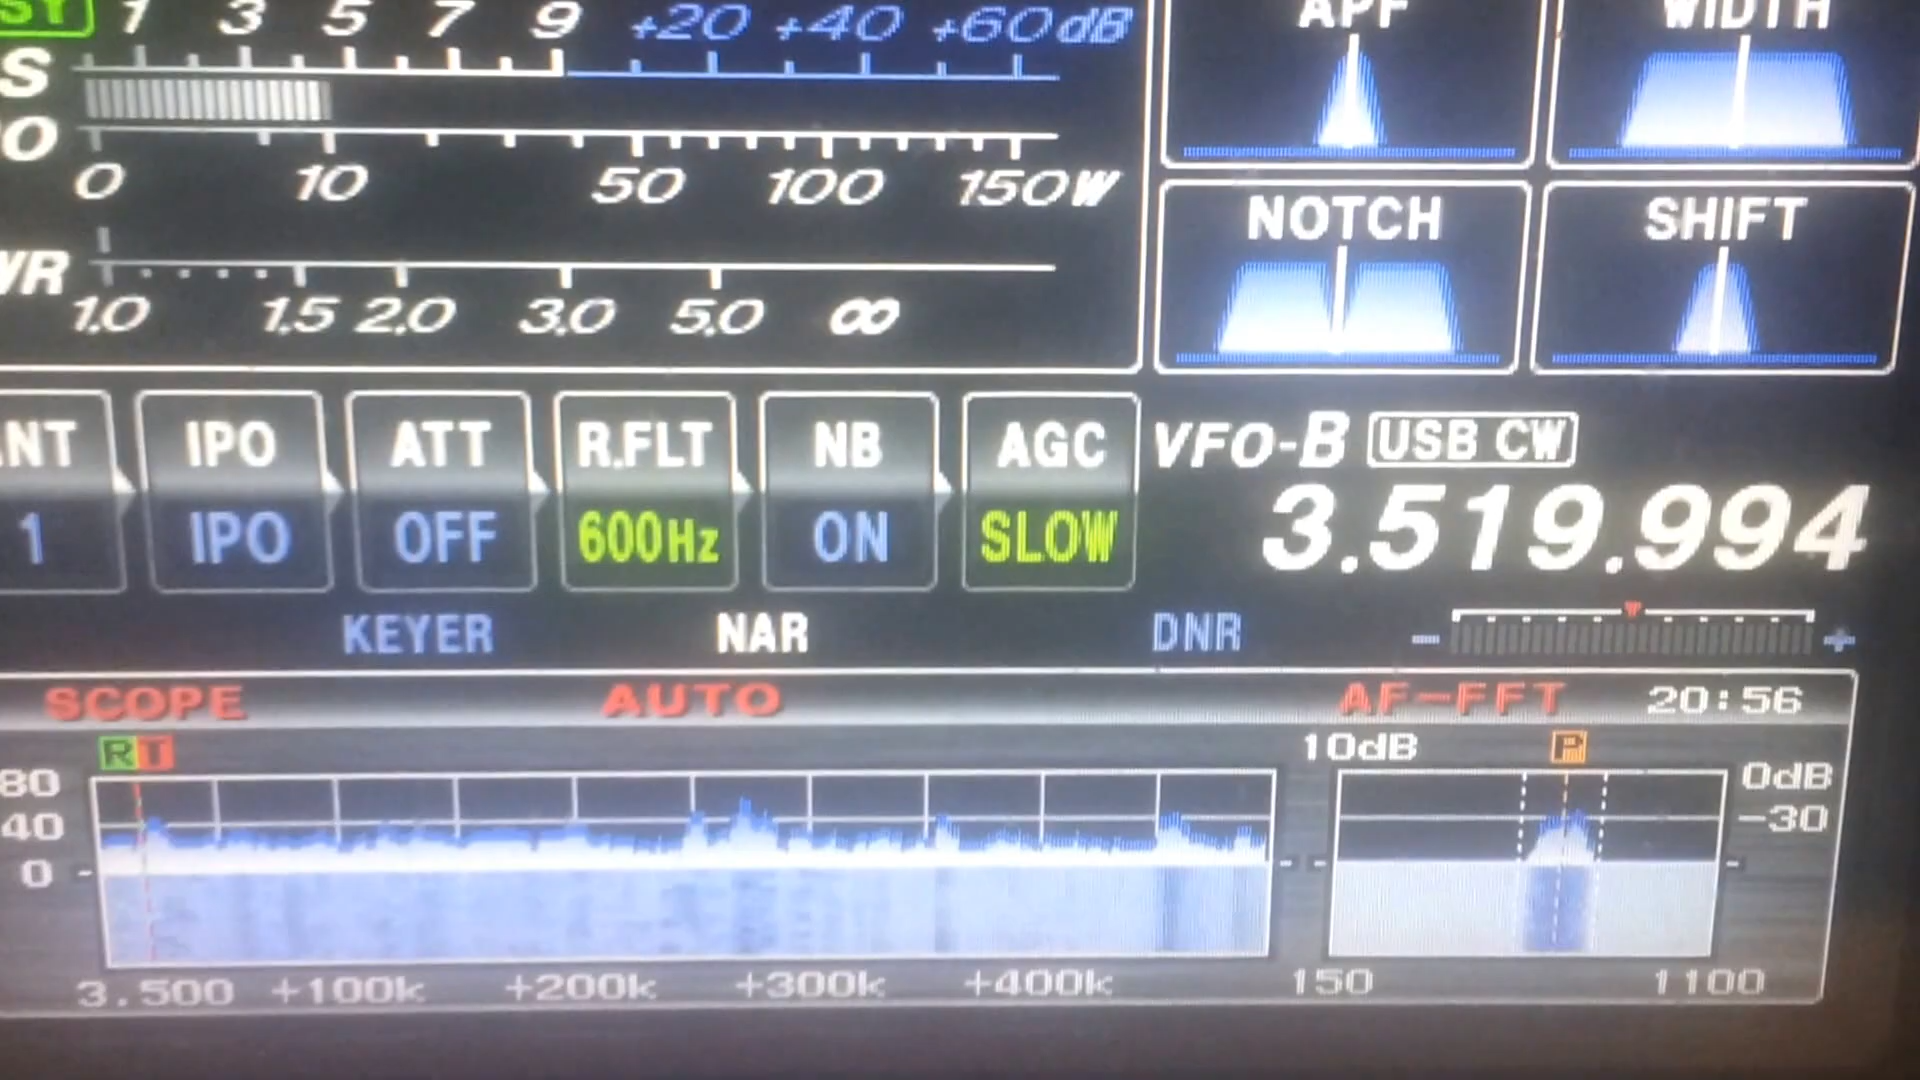 1 3 5 7 9 +20 +40 +60dB
S
0 10 50 100 150W
1.0 1.5 2.0 3.0 5.0 ∞
APF WIDTH
NOTCH SHIFT
IPO ATT R.FLT NB AGC
1 IPO OFF 600Hz ON SLOW
VFO-B USB CW
3.519.994
KEYER NAR DNR - +
SCOPE AUTO AF-FFT 20:56
RT 10dB
80
40
0
0dB
-30
3.500 +100k +200k +300k +400k 150 1100